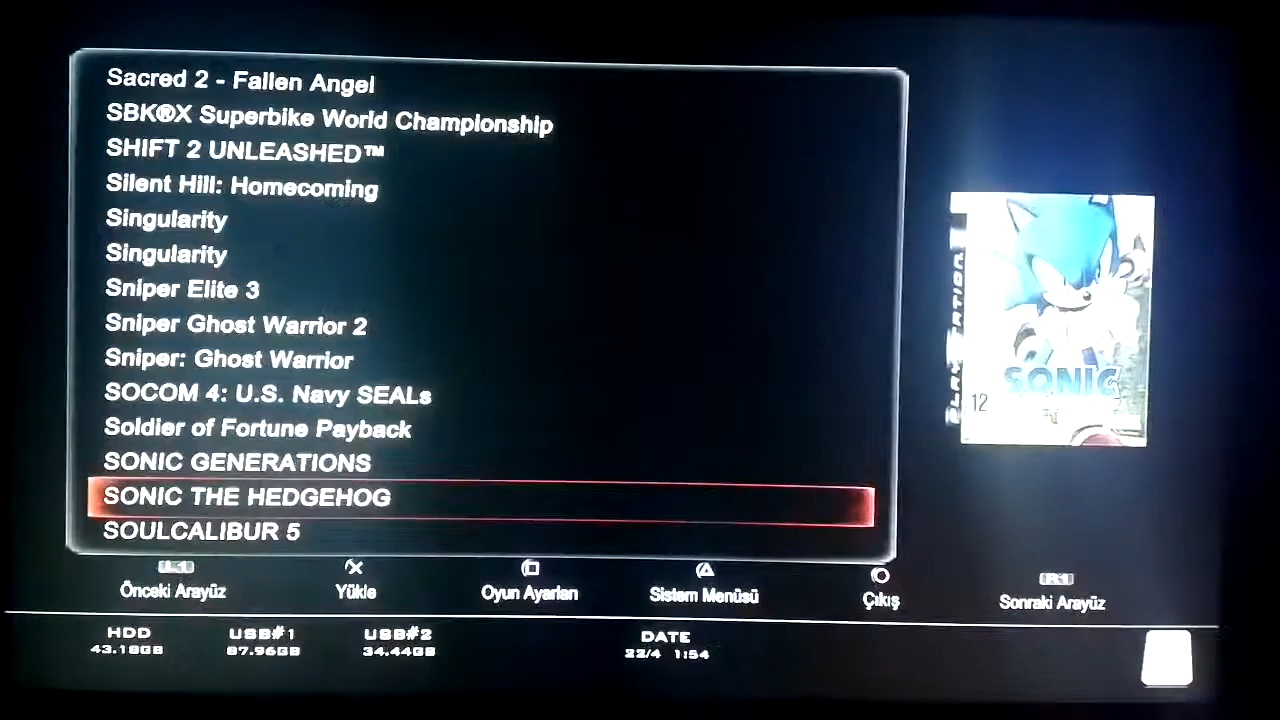 Sacred 2 - Fallen Angel
SBK®X Superbike World Championship
SHIFT 2 UNLEASHED™
Silent Hill: Homecoming
Singularity
Singularity
Sniper Elite 3
Sniper Ghost Warrior 2
Sniper: Ghost Warrior
SOCOM 4: U.S. Navy SEALs
Soldier of Fortune Payback
SONIC GENERATIONS
SONIC THE HEDGEHOG
SOULCALIBUR 5
PLAYSTATION
SONIC
12
L1
Önceki Arayüz
Yükle
Oyun Ayarları
Sistem Menüsü
Çıkış
R1
Sonraki Arayüz
HDD
43.18GB
USB#1
87.96GB
USB#2
34.44GB
DATE
22/4 1:54